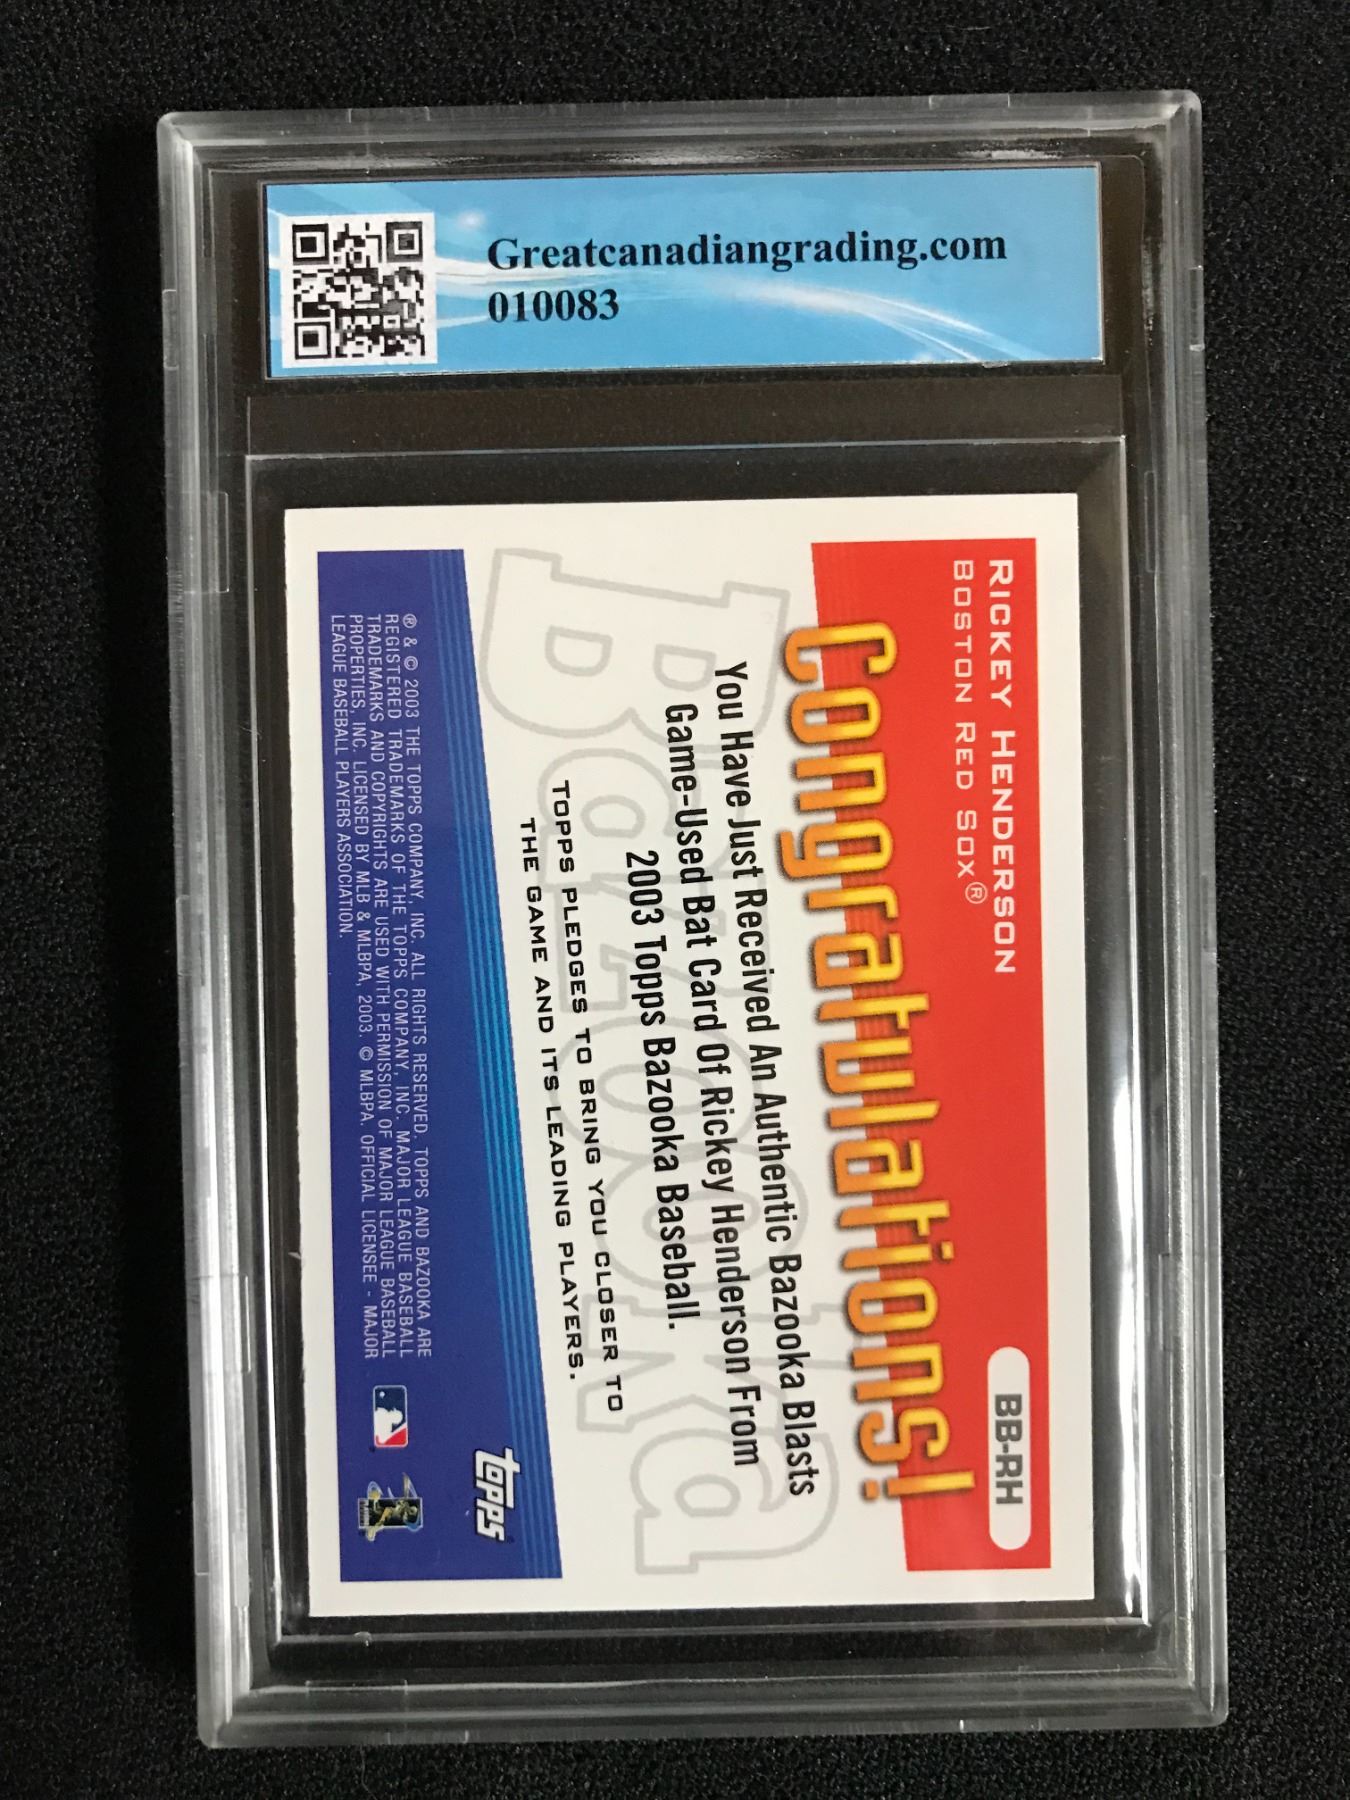 Greatcanadiangrading.com
010083
RICKEY HENDERSON
BOSTON RED SOX®
BB-RH
Congratulations!
You Have Just Received An Authentic Bazooka Blasts
Game-Used Bat Card Of Rickey Henderson From
2003 Topps Bazooka Baseball.
TOPPS PLEDGES TO BRING YOU CLOSER TO
THE GAME AND ITS LEADING PLAYERS.
Bazooka
topps
® & © 2003 THE TOPPS COMPANY, INC. ALL RIGHTS RESERVED. TOPPS AND BAZOOKA ARE
REGISTERED TRADEMARKS OF THE TOPPS COMPANY, INC. MAJOR LEAGUE BASEBALL
TRADEMARKS AND COPYRIGHTS ARE USED WITH PERMISSION OF MAJOR LEAGUE BASEBALL
PROPERTIES, INC. LICENSED BY MLB & MLBPA, 2003. © MLBPA. OFFICIAL LICENSEE - MAJOR
LEAGUE BASEBALL PLAYERS ASSOCIATION.